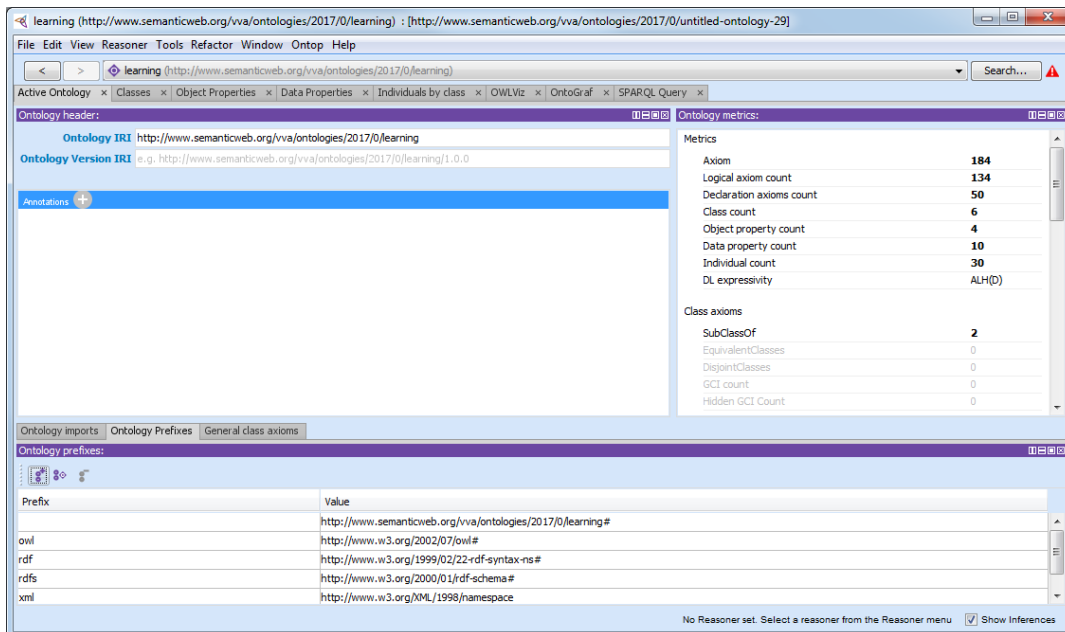 learning (http://www.semanticweb.org/vva/ontologies/2017/0/learning) : [http://www.semanticweb.org/vva/ontologies/2017/0/untitled-ontology-29]
File Edit View Reasoner Tools Refactor Window Ontop Help
< > learning (http://www.semanticweb.org/vva/ontologies/2017/0/learning) Search...
Active Ontology × Classes × Object Properties × Data Properties × Individuals by class × OWLViz × OntoGraf × SPARQL Query ×
Ontology header:
Ontology IRI http://www.semanticweb.org/vva/ontologies/2017/0/learning
Ontology Version IRI e.g. http://www.semanticweb.org/vva/ontologies/2017/0/learning/1.0.0
Annotations +
Ontology metrics:
Metrics
Axiom 184
Logical axiom count 134
Declaration axioms count 50
Class count 6
Object property count 4
Data property count 10
Individual count 30
DL expressivity ALH(D)
Class axioms
SubClassOf 2
EquivalentClasses 0
DisjointClasses 0
GCI count 0
Hidden GCI Count 0
Ontology imports Ontology Prefixes General class axioms
Ontology prefixes:
Prefix Value
http://www.semanticweb.org/vva/ontologies/2017/0/learning#
owl http://www.w3.org/2002/07/owl#
rdf http://www.w3.org/1999/02/22-rdf-syntax-ns#
rdfs http://www.w3.org/2000/01/rdf-schema#
xml http://www.w3.org/XML/1998/namespace
No Reasoner set. Select a reasoner from the Reasoner menu Show Inferences